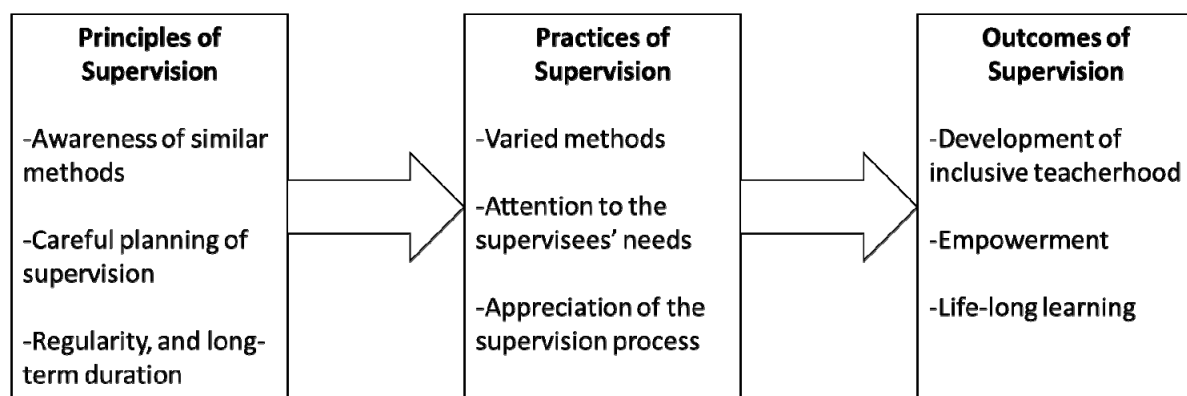 Principles of
Supervision
-Awareness of similar
methods
-Careful planning of
supervision
-Regularity, and long-
term duration
Practices of
Supervision
-Varied methods
-Attention to the
supervisees' needs
-Appreciation of the
supervision process
Outcomes of
Supervision
-Development of
inclusive teacherhood
-Empowerment
-Life-long learning